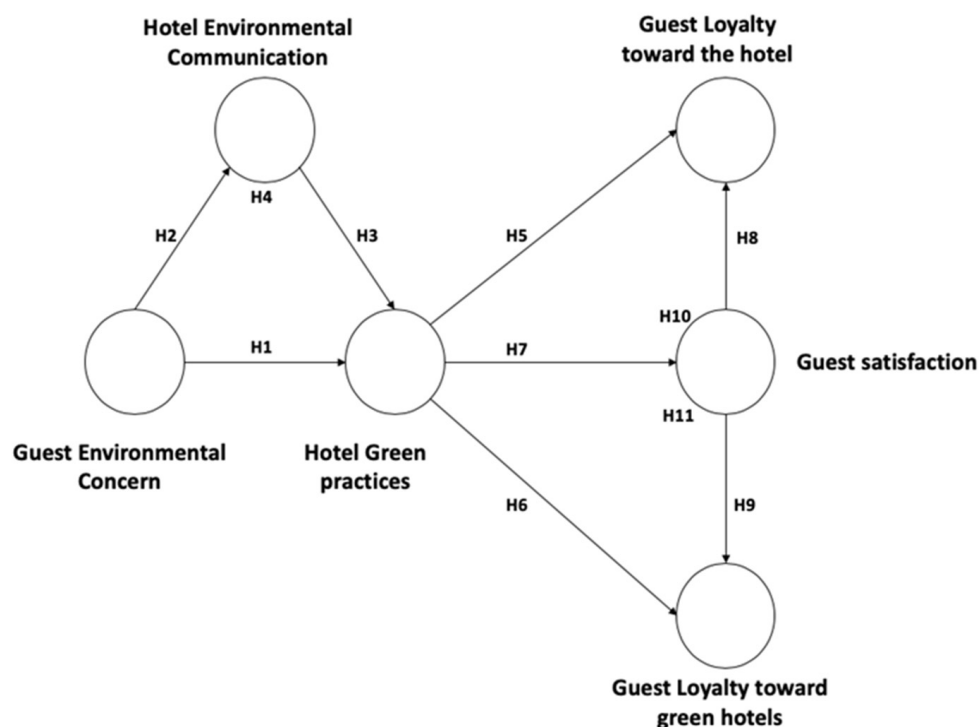 Hotel Environmental
Communication
Guest Loyalty
toward the hotel
H4
H2
H3
H5
H8
H10
H1
H7
Guest satisfaction
H11
Guest Environmental
Concern
Hotel Green
practices
H6
H9
Guest Loyalty toward
green hotels